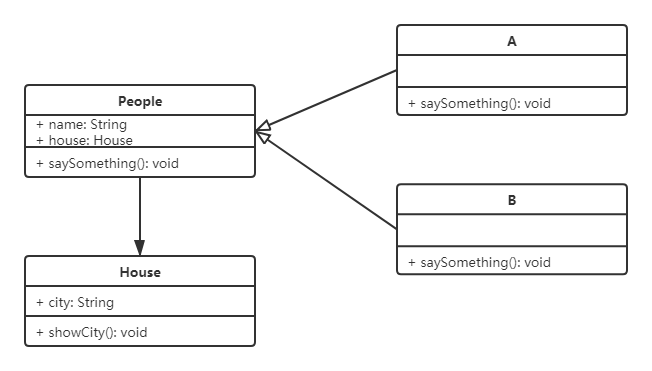 People
+ name: String
+ house: House
+ saySomething(): void
House
+ city: String
+ showCity(): void
A
+ saySomething(): void
B
+ saySomething(): void